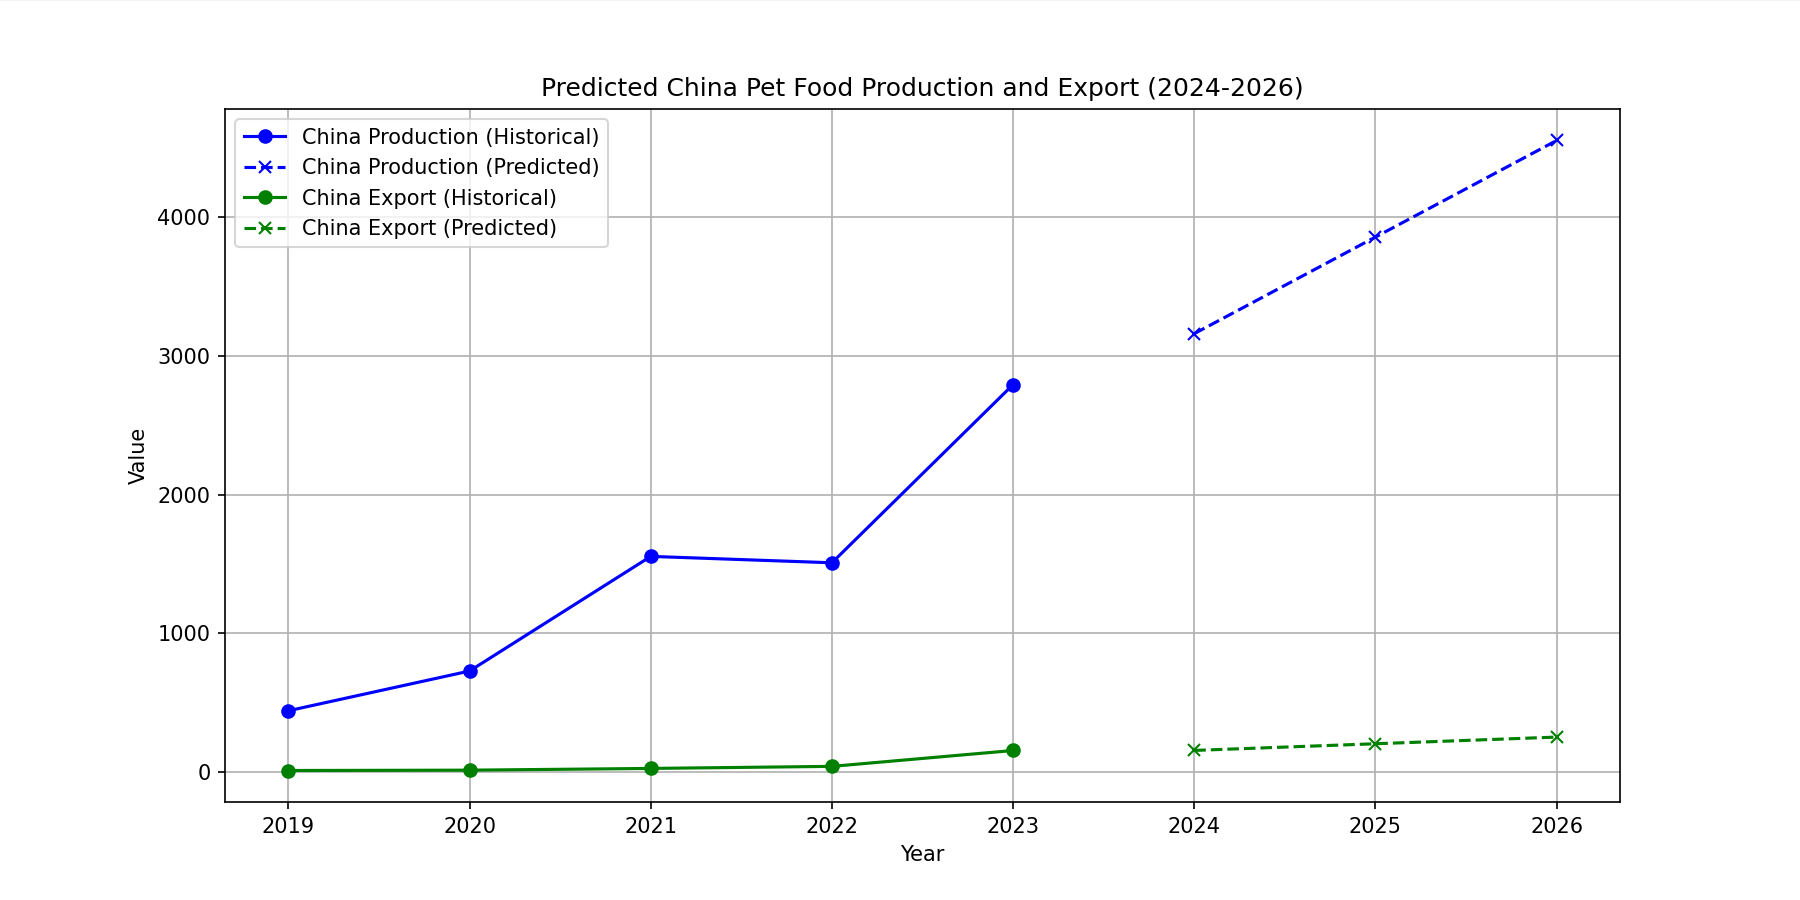 Predicted China Pet Food Production and Export (2024-2026)
China Production (Historical)
China Production (Predicted)
China Export (Historical)
China Export (Predicted)
4000
3000
2000
1000
0
Value
2019 2020 2021 2022 2023 2024 2025 2026
Year